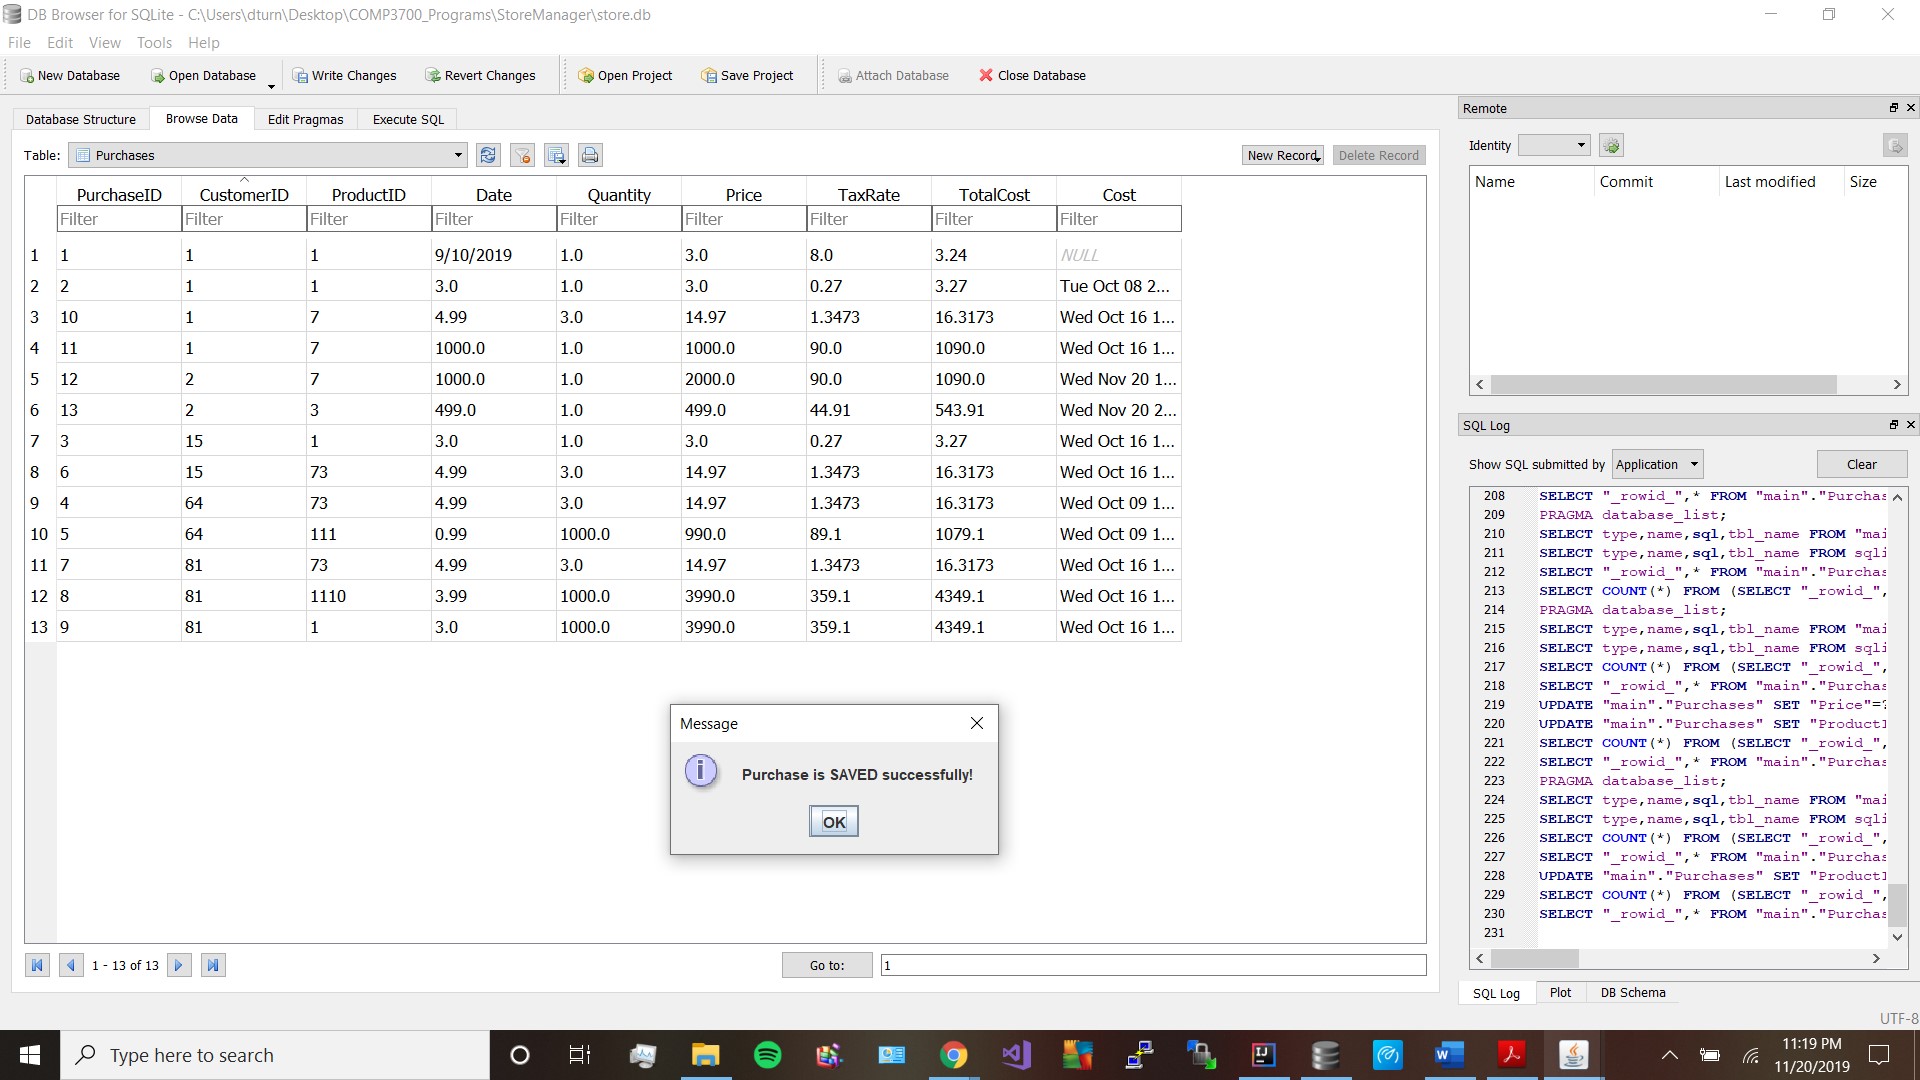 DB Browser for SQLite - C:\Users\dturn\Desktop\COMP3700_Programs\StoreManager\store.db
File Edit View Tools Help
New Database Open Database Write Changes Revert Changes Open Project Save Project Attach Database Close Database
Database Structure Browse Data Edit Pragmas Execute SQL
Table: Purchases New Record Delete Record
PurchaseID CustomerID ProductID Date Quantity Price TaxRate TotalCost Cost
Filter Filter Filter Filter Filter Filter Filter Filter Filter
1 1 1 1 9/10/2019 1.0 3.0 8.0 3.24 NULL
2 2 1 1 3.0 1.0 3.0 0.27 3.27 Tue Oct 08 2...
3 10 1 7 4.99 3.0 14.97 1.3473 16.3173 Wed Oct 16 1...
4 11 1 7 1000.0 1.0 1000.0 90.0 1090.0 Wed Oct 16 1...
5 12 2 7 1000.0 1.0 2000.0 90.0 1090.0 Wed Nov 20 1...
6 13 2 3 499.0 1.0 499.0 44.91 543.91 Wed Nov 20 2...
7 3 15 1 3.0 1.0 3.0 0.27 3.27 Wed Oct 16 1...
8 6 15 73 4.99 3.0 14.97 1.3473 16.3173 Wed Oct 16 1...
9 4 64 73 4.99 3.0 14.97 1.3473 16.3173 Wed Oct 09 1...
10 5 64 111 0.99 1000.0 990.0 89.1 1079.1 Wed Oct 09 1...
11 7 81 73 4.99 3.0 14.97 1.3473 16.3173 Wed Oct 16 1...
12 8 81 1110 3.99 1000.0 3990.0 359.1 4349.1 Wed Oct 16 1...
13 9 81 1 3.0 1000.0 3990.0 359.1 4349.1 Wed Oct 16 1...
Message
Purchase is SAVED successfully!
OK
1 - 13 of 13 Go to: 1
Remote
Identity
Name Commit Last modified Size
SQL Log
Show SQL submitted by Application Clear
208 SELECT "_rowid_",* FROM "main"."Purchas
209 PRAGMA database_list;
210 SELECT type,name,sql,tbl_name FROM "mai
211 SELECT type,name,sql,tbl_name FROM sqli
212 SELECT "_rowid_",* FROM "main"."Purchas
213 SELECT COUNT(*) FROM (SELECT "_rowid_",
214 PRAGMA database_list;
215 SELECT type,name,sql,tbl_name FROM "mai
216 SELECT type,name,sql,tbl_name FROM sqli
217 SELECT COUNT(*) FROM (SELECT "_rowid_",
218 SELECT "_rowid_",* FROM "main"."Purchas
219 UPDATE "main"."Purchases" SET "Price"=?
220 UPDATE "main"."Purchases" SET "ProductI
221 SELECT COUNT(*) FROM (SELECT "_rowid_",
222 SELECT "_rowid_",* FROM "main"."Purchas
223 PRAGMA database_list;
224 SELECT type,name,sql,tbl_name FROM "mai
225 SELECT type,name,sql,tbl_name FROM sqli
226 SELECT COUNT(*) FROM (SELECT "_rowid_",
227 SELECT "_rowid_",* FROM "main"."Purchas
228 UPDATE "main"."Purchases" SET "ProductI
229 SELECT COUNT(*) FROM (SELECT "_rowid_",
230 SELECT "_rowid_",* FROM "main"."Purchas
231
SQL Log Plot DB Schema
UTF-8
Type here to search
11:19 PM
11/20/2019